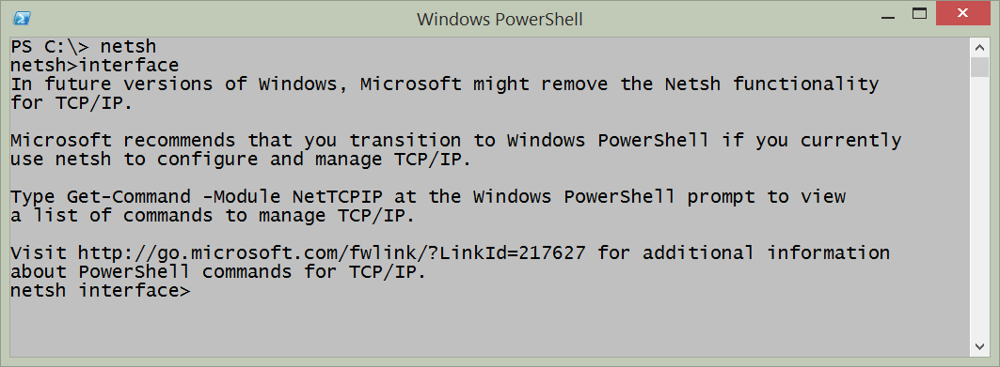 Windows PowerShell
PS C:\> netsh
netsh>interface
In future versions of Windows, Microsoft might remove the Netsh functionality
for TCP/IP.
Microsoft recommends that you transition to Windows PowerShell if you currently
use netsh to configure and manage TCP/IP.
Type Get-Command -Module NetTCPIP at the Windows PowerShell prompt to view
a list of commands to manage TCP/IP.
Visit http://go.microsoft.com/fwlink/?LinkId=217627 for additional information
about PowerShell commands for TCP/IP.
netsh interface>